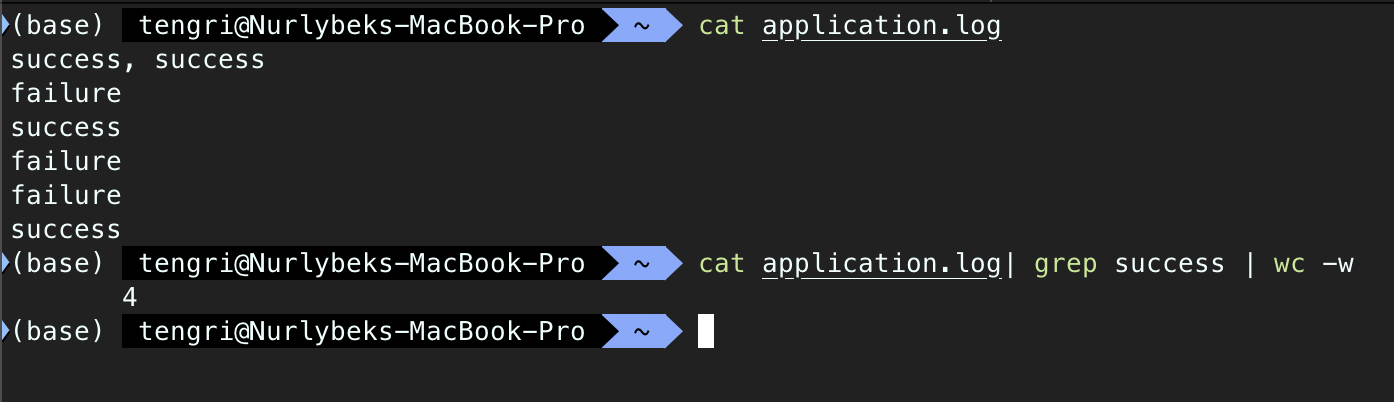 (base) tengri@Nurlybeks-MacBook-Pro ~ cat application.log
success, success
failure
success
failure
failure
success
(base) tengri@Nurlybeks-MacBook-Pro ~ cat application.log| grep success | wc -w
4
(base) tengri@Nurlybeks-MacBook-Pro ~